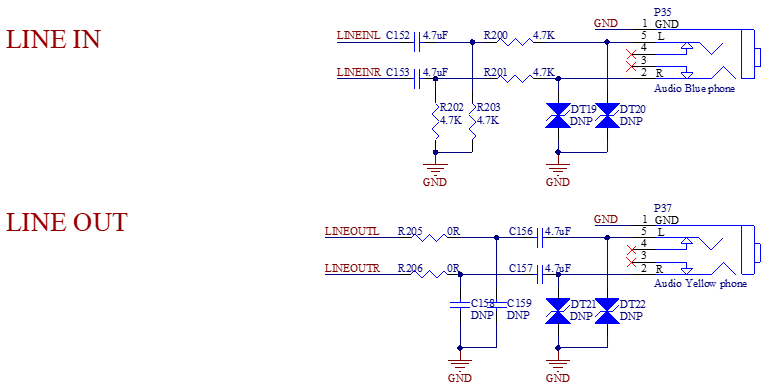 LINE IN
P35
GND 1 GND
LINEINL C152 4.7uF R200 4.7K 5 L
4
3
LINEINR C153 4.7uF R201 4.7K 2 R
Audio Blue phone
R202 R203 DT19 DT20
4.7K 4.7K DNP DNP
GND GND
LINE OUT
P37
GND 1 GND
LINEOUTL R205 0R C156 4.7uF 5 L
4
3
LINEOUTR R206 0R C157 4.7uF 2 R
Audio Yellow phone
C158 C159 DT21 DT22
DNP DNP DNP DNP
GND GND